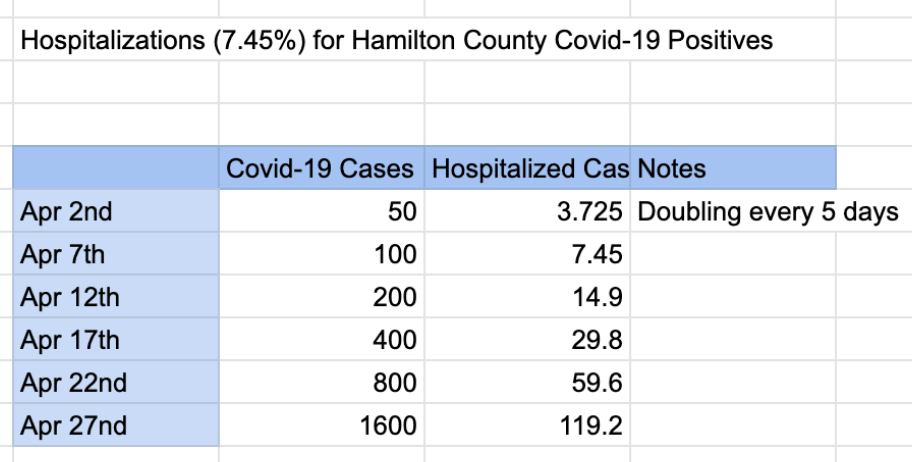 Hospitalizations (7.45%) for Hamilton County Covid-19 Positives
Covid-19 Cases Hospitalized Cas Notes
Apr 2nd 50 3.725 Doubling every 5 days
Apr 7th 100 7.45
Apr 12th 200 14.9
Apr 17th 400 29.8
Apr 22nd 800 59.6
Apr 27nd 1600 119.2